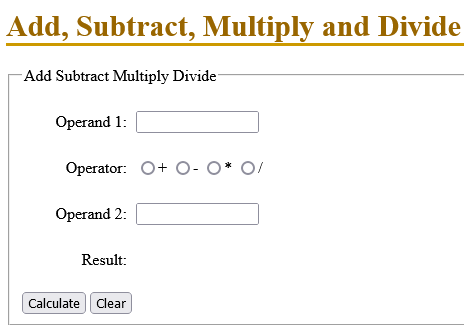 Add, Subtract, Multiply and Divide
Add Subtract Multiply Divide
Operand 1:
Operator: + - * /
Operand 2:
Result:
Calculate Clear